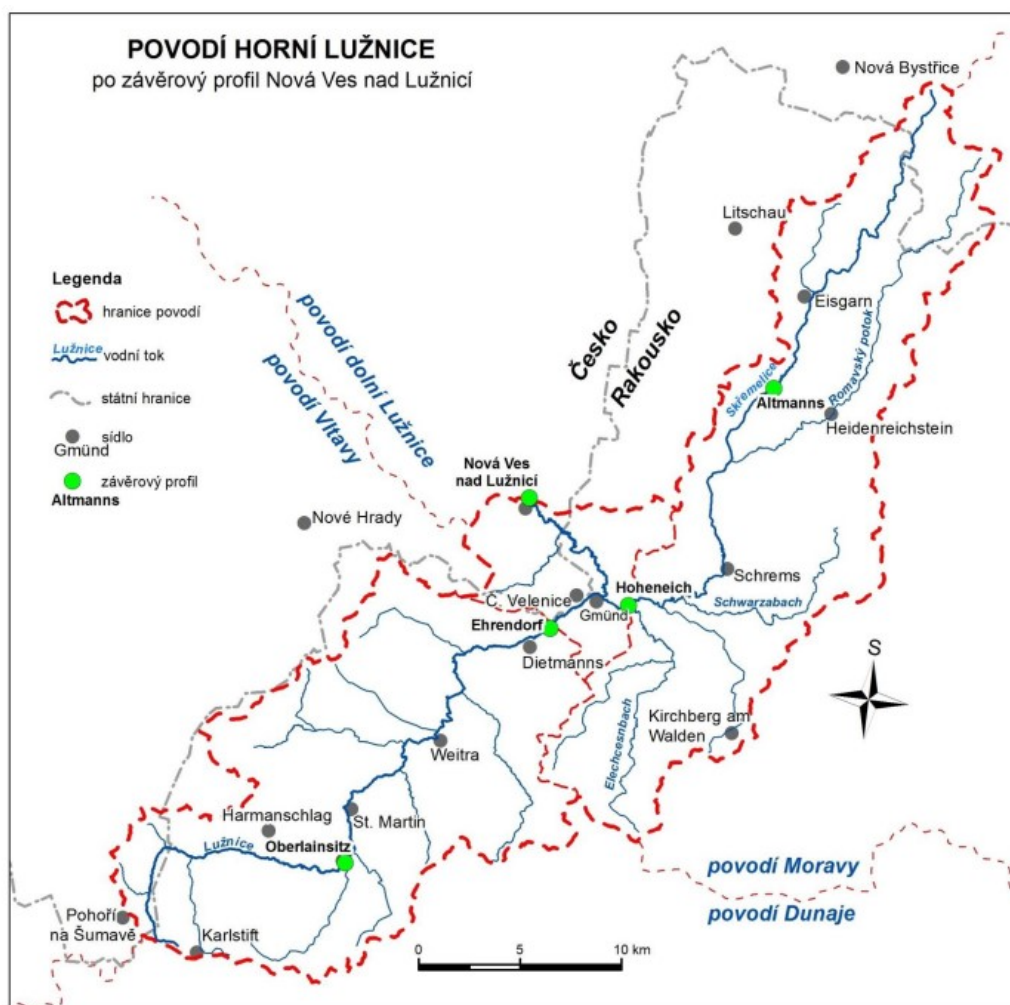 POVODÍ HORNÍ LUŽNICE
po závěrový profil Nová Ves nad Lužnicí
Nová Bystřice
Litschau
Legenda
hranice povodí
Lužnice
vodní tok
státní hranice
sídlo
Gmünd
závěrový profil
Altmanns
povodí dolní Lužnice
povodí Vltavy
Česko
Rakousko
Eisgarn
Romavský potok
Skřemelice
Altmanns
Heidenreichstein
Nová Ves
nad Lužnicí
Nové Hrady
Schrems
Hoheneich
C. Velenice
Gmünd
Schwarzabach
Ehrendorf
Dietmanns
S
Kirchberg am
Walden
Elechcesnbach
Weitra
St. Martin
Harmanschlag
Lužnice
Oberlainsitz
povodí Moravy
povodí Dunaje
Pohoří
na Šumavě
Karlstift
0 5 10 km